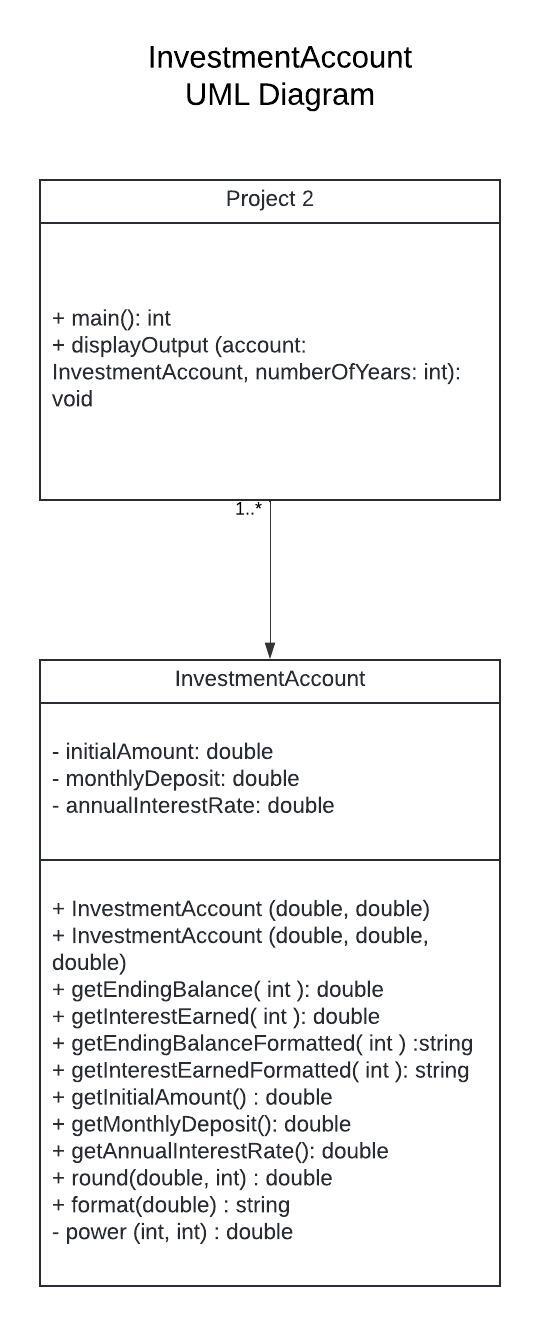 InvestmentAccount
UML Diagram
Project 2
+ main(): int
+ displayOutput (account:
InvestmentAccount, numberOfYears: int):
void
1..*
InvestmentAccount
- initialAmount: double
- monthlyDeposit: double
- annualInterestRate: double
+ InvestmentAccount (double, double)
+ InvestmentAccount (double, double,
double)
+ getEndingBalance( int ): double
+ getInterestEarned( int ): double
+ getEndingBalanceFormatted( int ) :string
+ getInterestEarnedFormatted( int ): string
+ getInitialAmount() : double
+ getMonthlyDeposit(): double
+ getAnnualInterestRate(): double
+ round(double, int) : double
+ format(double) : string
- power (int, int) : double